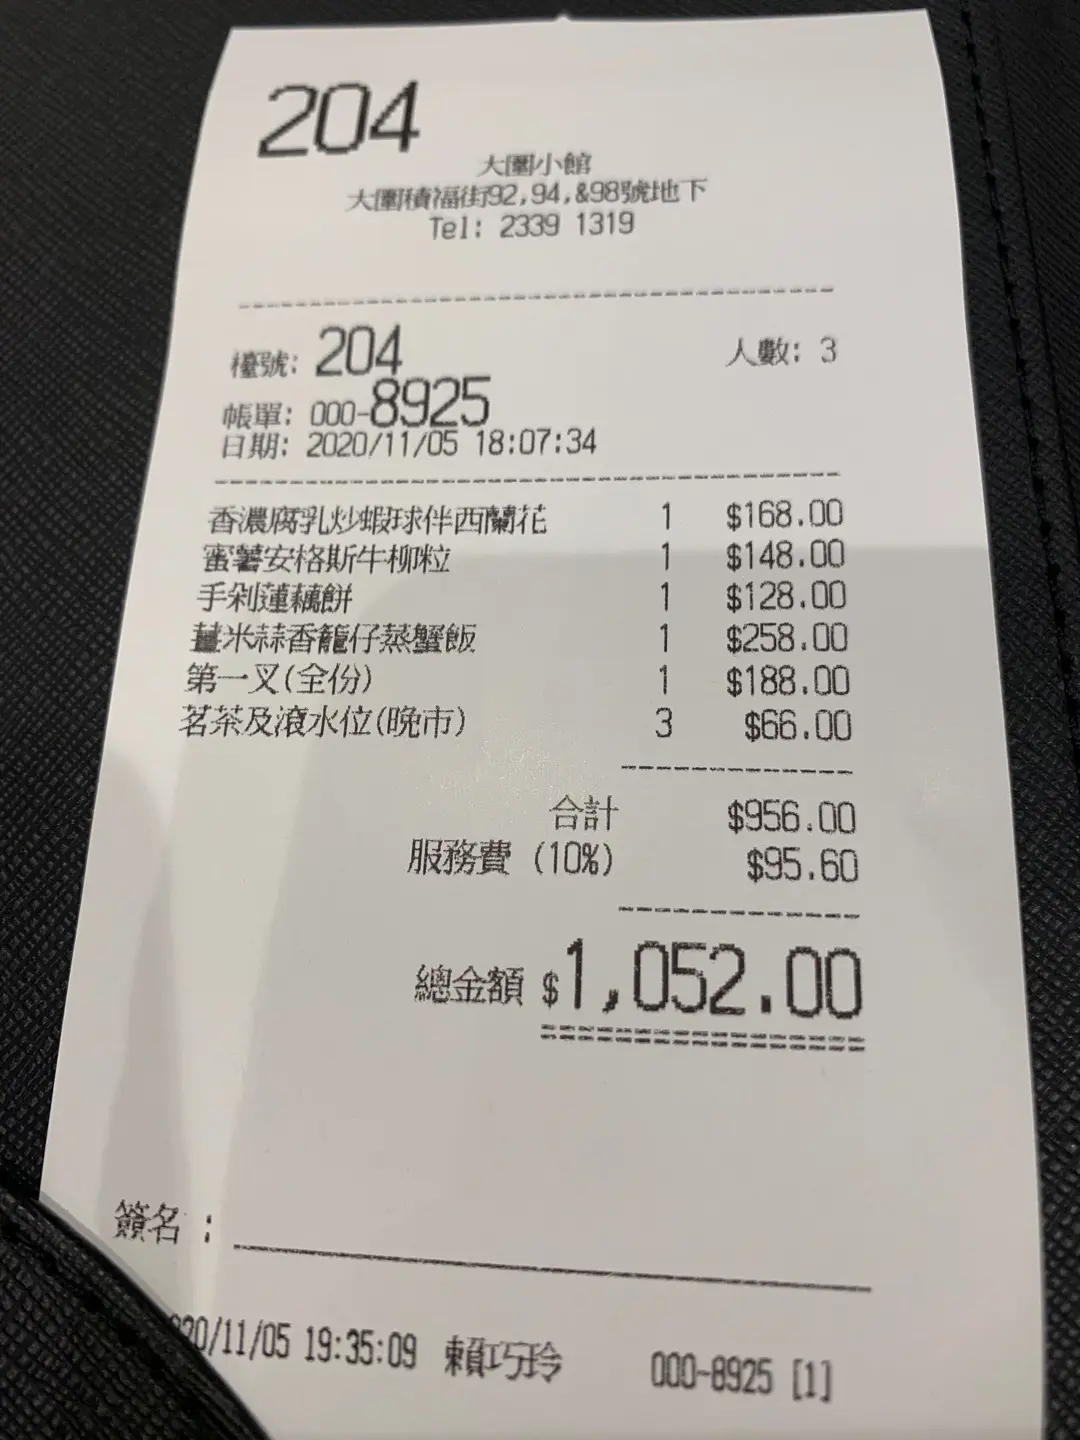 204
大圍小館
大圍積福街92,94,&98號地下
Tel: 2339 1319
檯號: 204 人數: 3
帳單: 000-8925
日期: 2020/11/05 18:07:34
香濃腐乳炒蝦球伴西蘭花 1 $168.00
蜜薯安格斯牛柳粒 1 $148.00
手剁蓮藕餅 1 $128.00
薑米蒜香籠仔蒸蟹飯 1 $258.00
第一叉(全份) 1 $188.00
茗茶及滾水位(晚市) 3 $66.00
合計 $956.00
服務費 (10%) $95.60
總金額 $1,052.00
簽名 :
20/11/05 19:35:09 賴巧玲 000-8925 [1]